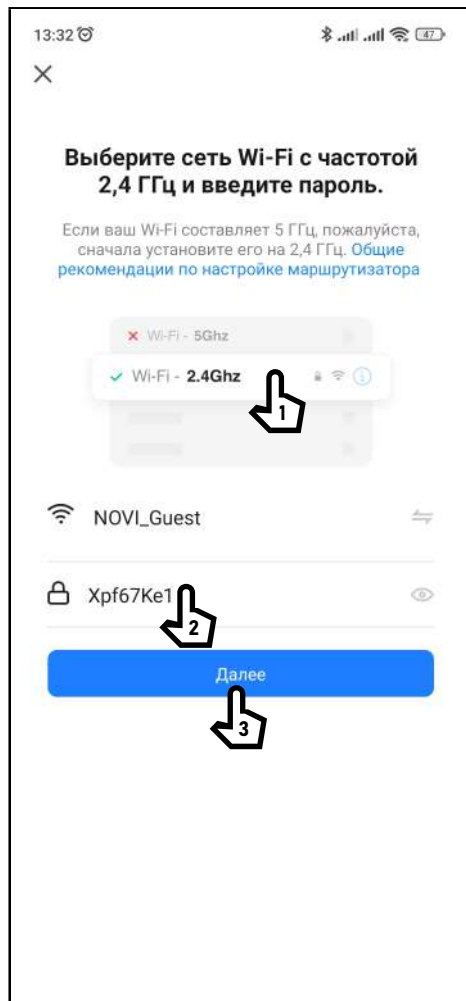 13:32
47
Выберите сеть Wi-Fi с частотой
2,4 ГГц и введите пароль.
Если ваш Wi-Fi составляет 5 ГГц, пожалуйста,
сначала установите его на 2,4 ГГц. Общие
рекомендации по настройке маршрутизатора
Wi-Fi - 5Ghz
Wi-Fi - 2.4Ghz
1
NOVI_Guest
Xpf67Ke1
2
Далее
3